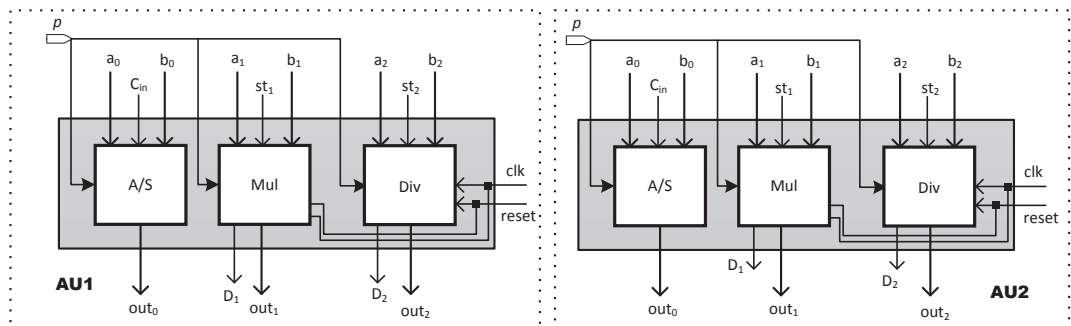 p
a₀ b₀ a₁ b₁ a₂ b₂
Cin st₁ st₂
A/S Mul Div
clk
reset
AU1
D₁ D₂
out₀ out₁ out₂
p
a₀ b₀ a₁ b₁ a₂ b₂
Cin st₁ st₂
A/S Mul Div
clk
reset
D₁ D₂
AU2
out₀ out₁ out₂